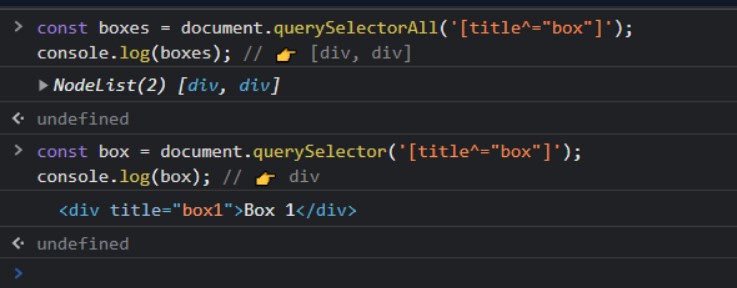 > const boxes = document.querySelectorAll('[title^="box"]');
console.log(boxes); // 👉 [div, div]
▶ NodeList(2) [div, div]
<· undefined
> const box = document.querySelector('[title^="box"]');
console.log(box); // 👉 div
<div title="box1">Box 1</div>
<· undefined
>